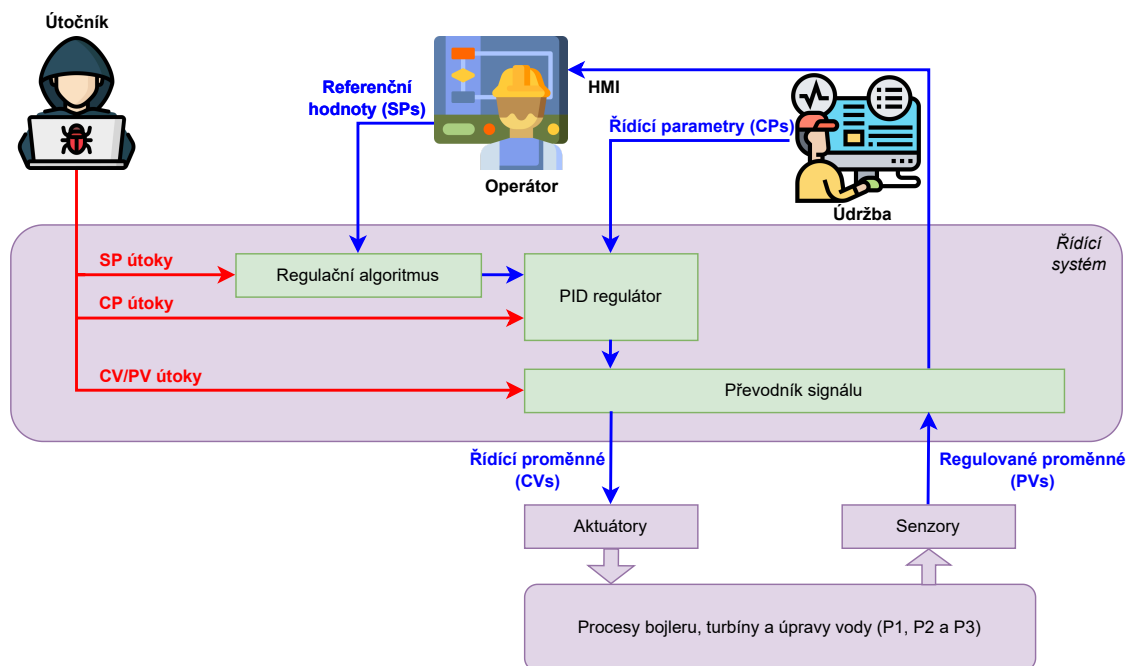 Útočník
Referenční
hodnoty (SPs)
HMI
Řídící parametry (CPs)
Operátor
Údržba
Řídící
systém
SP útoky
Regulační algoritmus
PID regulátor
CP útoky
CV/PV útoky
Převodník signálu
Řídící proměnné
(CVs)
Regulované proměnné
(PVs)
Aktuátory
Senzory
Procesy bojleru, turbíny a úpravy vody (P1, P2 a P3)